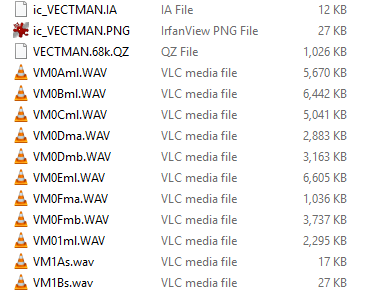 ic_VECTMAN.IA IA File 12 KB
ic_VECTMAN.PNG IrfanView PNG File 27 KB
VECTMAN.68k.QZ QZ File 1,026 KB
VM0Aml.WAV VLC media file 5,670 KB
VM0Bml.WAV VLC media file 6,442 KB
VM0Cml.WAV VLC media file 5,041 KB
VM0Dma.WAV VLC media file 2,883 KB
VM0Dmb.WAV VLC media file 3,163 KB
VM0Eml.WAV VLC media file 6,605 KB
VM0Fma.WAV VLC media file 1,036 KB
VM0Fmb.WAV VLC media file 3,737 KB
VM01ml.WAV VLC media file 2,295 KB
VM1As.wav VLC media file 17 KB
VM1Bs.wav VLC media file 27 KB